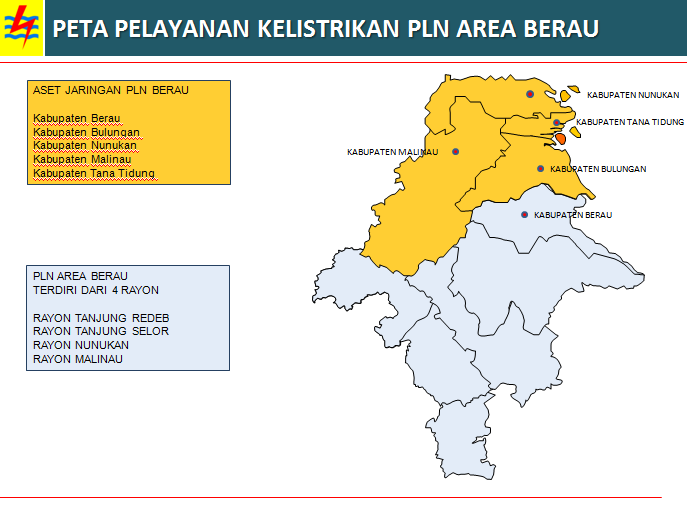 PETA PELAYANAN KELISTRIKAN PLN AREA BERAU
ASET JARINGAN PLN BERAU
Kabupaten Berau
Kabupaten Bulungan
Kabupaten Nunukan
Kabupaten Malinau
Kabupaten Tana Tidung
KABUPATEN NUNUKAN
KABUPATEN TANA TIDUNG
KABUPATEN MALINAU
KABUPATEN BULUNGAN
KABUPATEN BERAU
PLN AREA BERAU
TERDIRI DARI 4 RAYON
RAYON TANJUNG REDEB
RAYON TANJUNG SELOR
RAYON NUNUKAN
RAYON MALINAU